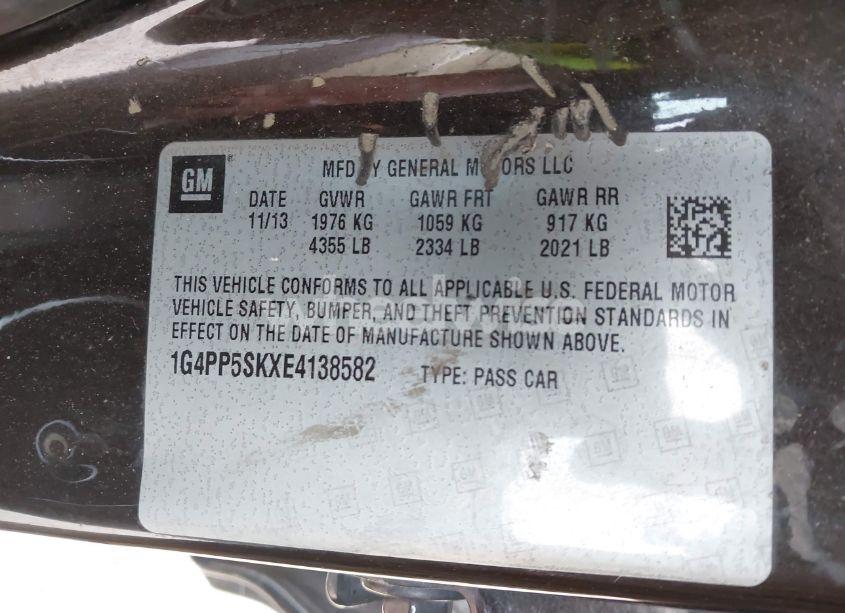 GM
MFD Y GENERAL M ORS LLC
DATE GVWR GAWR FRT GAWR RR
11/13 1976 KG 1059 KG 917 KG
4355 LB 2334 LB 2021 LB
THIS VEHICLE CONFORMS TO ALL APPLICABLE U.S. FEDERAL MOTOR
VEHICLE SAFETY, BUMPER, AND THEFT PREVENTION STANDARDS IN
EFFECT ON THE DATE OF MANUFACTURE SHOWN ABOVE.
1G4PP5SKXE4138582 TYPE: PASS CAR